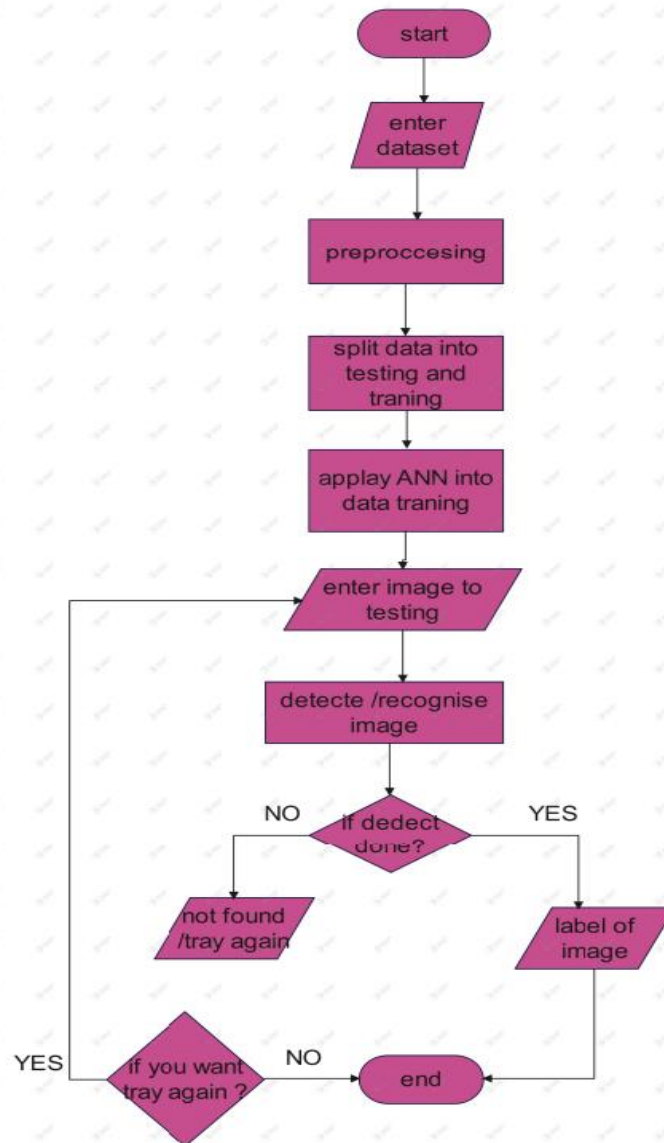 start
enter
dataset
preproccesing
split data into
testing and
traning
applay ANN into
data traning
enter image to
testing
detecte /recognise
image
NO
if dedect
done?
YES
not found
/tray again
label of
image
YES
if you want
tray again ?
NO
end